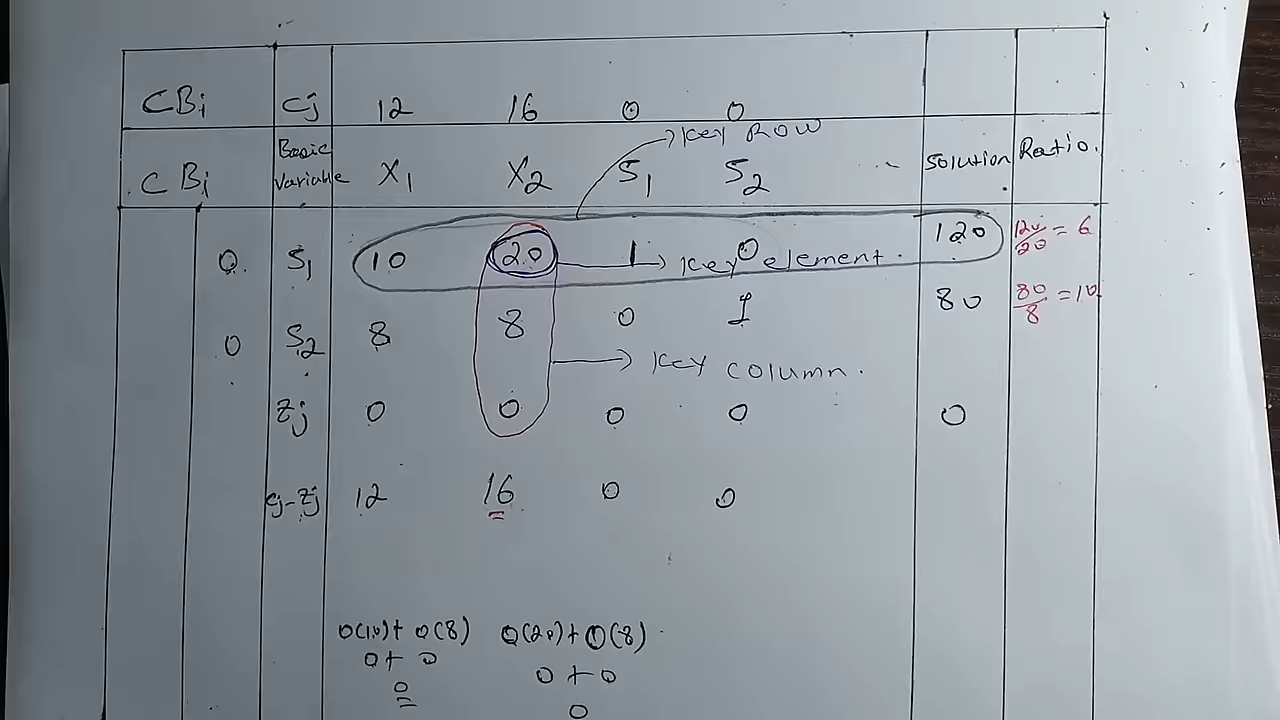 CBi Cj 12 16 0 0
→ Key Row
CBi Basic Variable X1 X2 S1 S2 ... Solution Ratio.
0. S1 10 20 1 0 120 120/20 = 6
→ Key element.
0 S2 8 8 0 1 80 80/8 = 10
→ Key column.
Zj 0 0 0 0 0
Cj-Zj 12 16 0 0
0(10)+ 0(8) 0(20)+0(8)
0+ 0 0 + 0
0 0